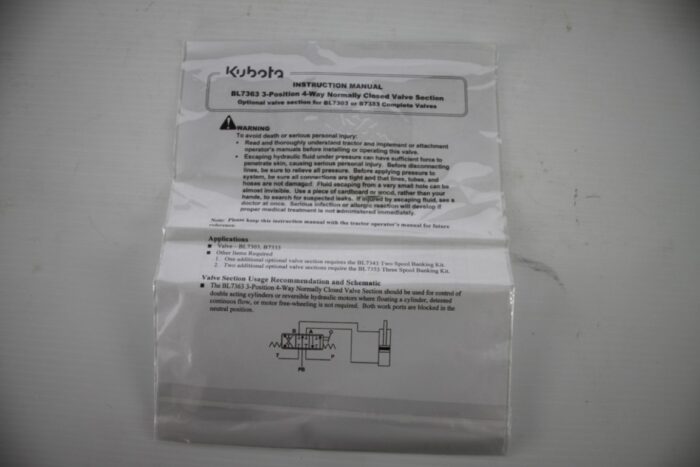 Kubota
INSTRUCTION MANUAL
BL7363 3-Position 4-Way Normally Closed Valve Section
Optional valve section for BL7303 or B7333 Complete Valves
WARNING
To avoid death or serious personal injury:
• Read and thoroughly understand tractor and implement or attachment
operator's manuals before installing or operating this valve.
• Escaping hydraulic fluid under pressure can have sufficient force to
penetrate skin, causing serious personal injury. Before disconnecting
lines, be sure to relieve all pressure. Before applying pressure to
system, be sure all connections are tight and that lines, tubes, and
hoses are not damaged. Fluid escaping from a very small hole can be
almost invisible. Use a piece of cardboard or wood, rather than your
hands, to search for suspected leaks. If injured by escaping fluid, see a
doctor at once. Serious infection or allergic reaction will develop if
proper medical treatment is not administered immediately.
Note: Please keep this instruction manual with the tractor operator's manual for future
reference.
Applications
■ Valve – BL7303, B7333
■ Other Items Required
1. One additional optional valve section requires the BL7343 Two Spool Banking Kit.
2. Two additional optional valve sections require the BL7353 Three Spool Banking Kit.
Valve Section Usage Recommendation and Schematic
■ The BL7363 3-Position 4-Way Normally Closed Valve Section should be used for control of
double acting cylinders or reversible hydraulic motors where floating a cylinder, detented
continuous flow, or motor free-wheeling is not required. Both work ports are blocked in the
neutral position.
B A
T P
PB